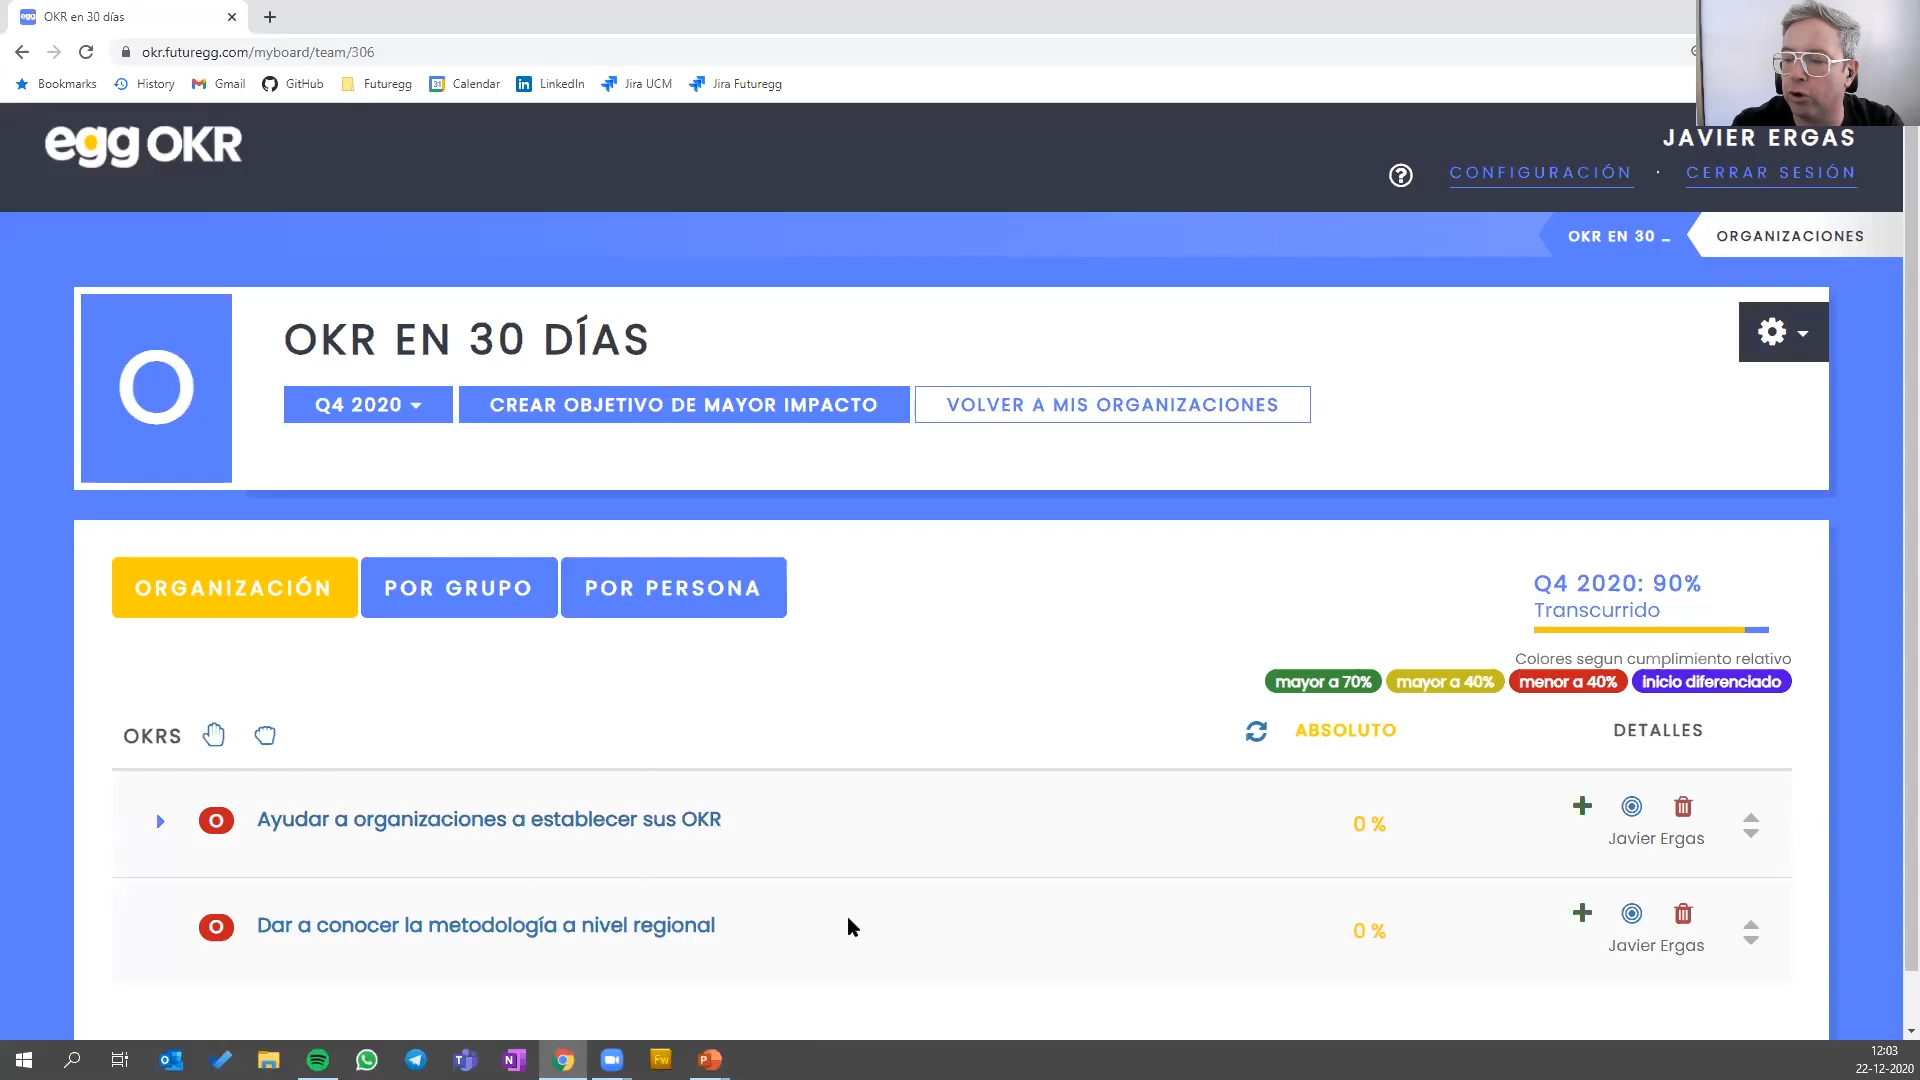 egg OKR en 30 días
okr.futuregg.com/myboard/team/306
Bookmarks History Gmail GitHub Futuregg 31 Calendar in LinkedIn Jira UCM Jira Futuregg
egg OKR
JAVIER ERGAS
? CONFIGURACIÓN · CERRAR SESIÓN
OKR EN 30 ... ORGANIZACIONES
O
OKR EN 30 DÍAS
Q4 2020 CREAR OBJETIVO DE MAYOR IMPACTO VOLVER A MIS ORGANIZACIONES
ORGANIZACIÓN POR GRUPO POR PERSONA
Q4 2020: 90%
Transcurrido
Colores segun cumplimiento relativo
mayor a 70% mayor a 40% menor a 40% inicio diferenciado
OKRS ABSOLUTO DETALLES
O Ayudar a organizaciones a establecer sus OKR 0 %
Javier Ergas
O Dar a conocer la metodología a nivel regional 0 %
Javier Ergas
Fw
12:03
22-12-2020